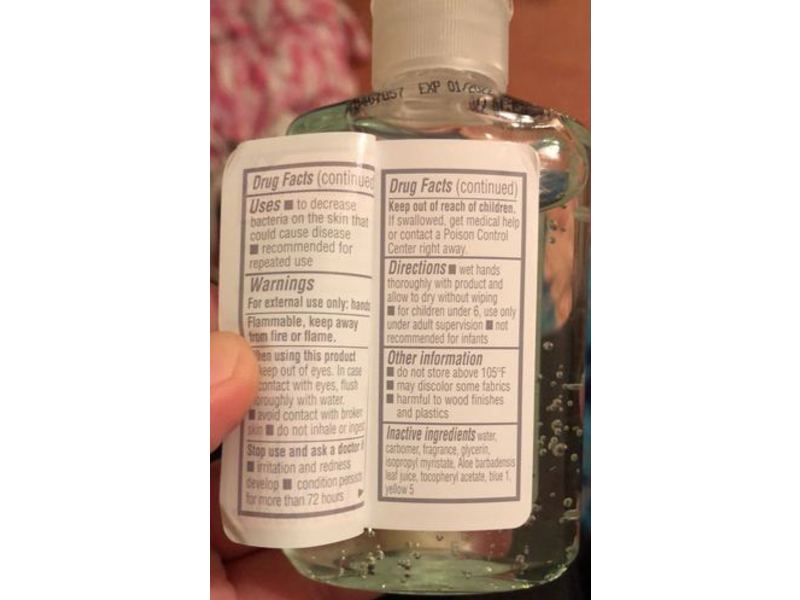 EXP 01/2022
Drug Facts (continued
Uses ■ to decrease
bacteria on the skin that
could cause disease
■ recommended for
repeated use
Warnings
For external use only: hands
Flammable, keep away
from fire or flame.
When using this product
keep out of eyes. In case
contact with eyes, flush
oroughly with water.
■ avoid contact with broken
skin ■ do not inhale or ingest
Stop use and ask a doctor if
■ irritation and redness
develop ■ condition persists
for more than 72 hours
Drug Facts (continued)
Keep out of reach of children.
If swallowed, get medical help
or contact a Poison Control
Center right away.
Directions ■ wet hands
thoroughly with product and
allow to dry without wiping
■ for children under 6, use only
under adult supervision ■ not
recommended for infants
Other information
■ do not store above 105°F
■ may discolor some fabrics
■ harmful to wood finishes
and plastics
Inactive ingredients water,
carbomer, fragrance, glycerin,
isopropyl myristate, Aloe barbadensis
leaf juice, tocopheryl acetate, blue 1,
yellow 5